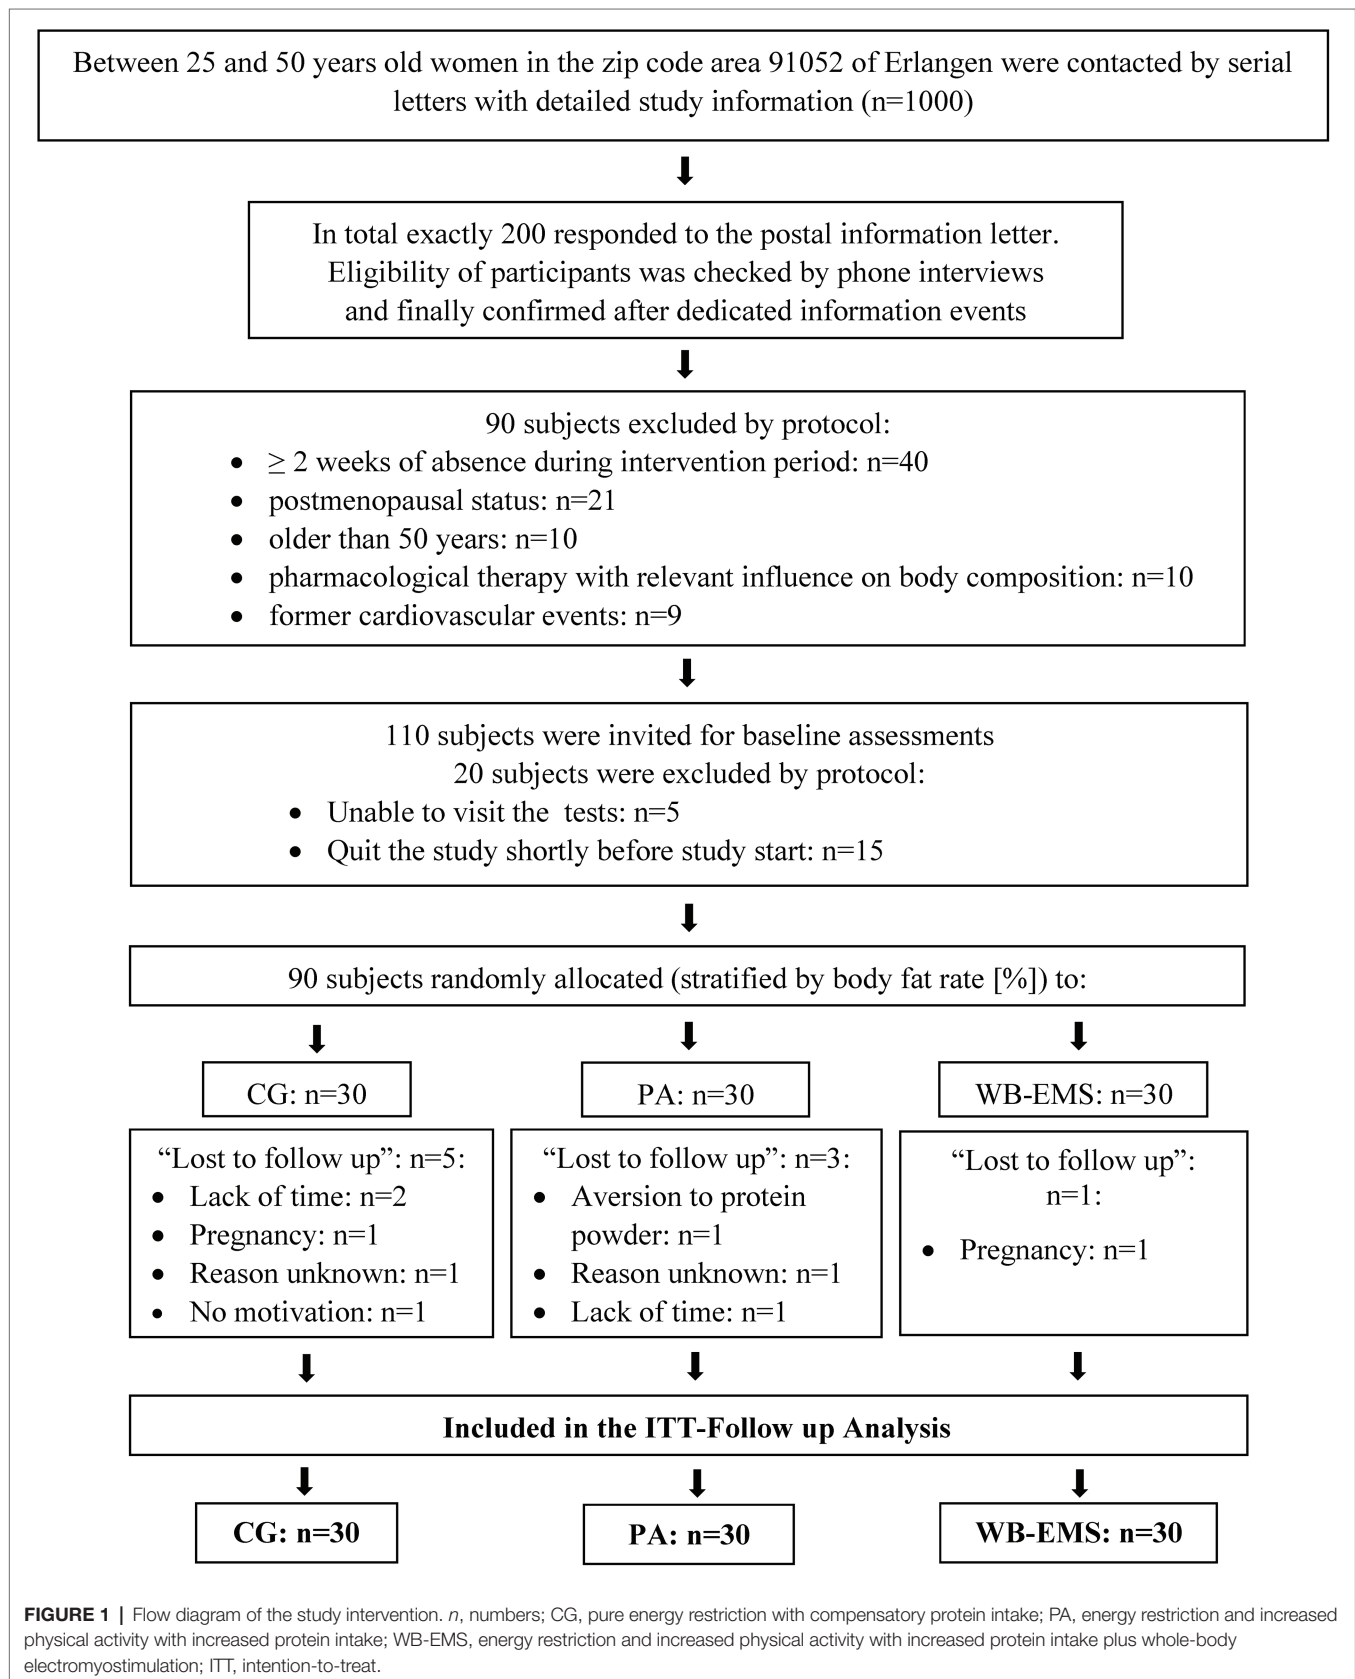 Between 25 and 50 years old women in the zip code area 91052 of Erlangen were contacted by serial
letters with detailed study information (n=1000)
In total exactly 200 responded to the postal information letter.
Eligibility of participants was checked by phone interviews
and finally confirmed after dedicated information events
90 subjects excluded by protocol:
• ≥ 2 weeks of absence during intervention period: n=40
• postmenopausal status: n=21
• older than 50 years: n=10
• pharmacological therapy with relevant influence on body composition: n=10
• former cardiovascular events: n=9
110 subjects were invited for baseline assessments
20 subjects were excluded by protocol:
• Unable to visit the tests: n=5
• Quit the study shortly before study start: n=15
90 subjects randomly allocated (stratified by body fat rate [%]) to:
CG: n=30
PA: n=30
WB-EMS: n=30
“Lost to follow up”: n=5:
• Lack of time: n=2
• Pregnancy: n=1
• Reason unknown: n=1
• No motivation: n=1
“Lost to follow up”: n=3:
• Aversion to protein
powder: n=1
• Reason unknown: n=1
• Lack of time: n=1
“Lost to follow up”:
n=1:
• Pregnancy: n=1
Included in the ITT-Follow up Analysis
CG: n=30
PA: n=30
WB-EMS: n=30
FIGURE 1 | Flow diagram of the study intervention. n, numbers; CG, pure energy restriction with compensatory protein intake; PA, energy restriction and increased
physical activity with increased protein intake; WB-EMS, energy restriction and increased physical activity with increased protein intake plus whole-body
electromyostimulation; ITT, intention-to-treat.